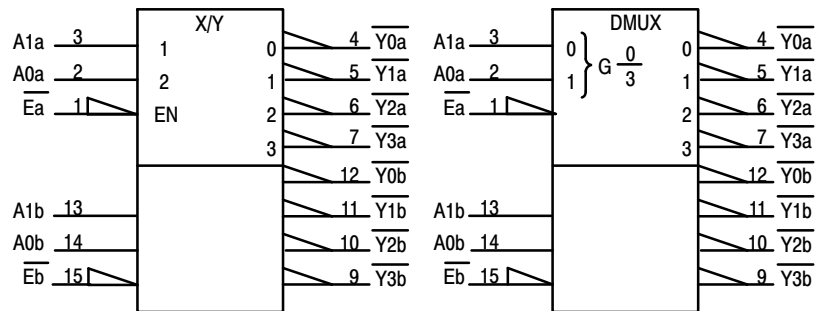 X/Y
A1a 3 1 0 4 Y0a
A0a 2 2 1 5 Y1a
Ea 1 EN 2 6 Y2a
3 7 Y3a
12 Y0b
A1b 13 11 Y1b
A0b 14 10 Y2b
Eb 15 9 Y3b
DMUX
A1a 3 0 } G 0/3 0 4 Y0a
A0a 2 1 1 5 Y1a
Ea 1 2 6 Y2a
3 7 Y3a
12 Y0b
A1b 13 11 Y1b
A0b 14 10 Y2b
Eb 15 9 Y3b